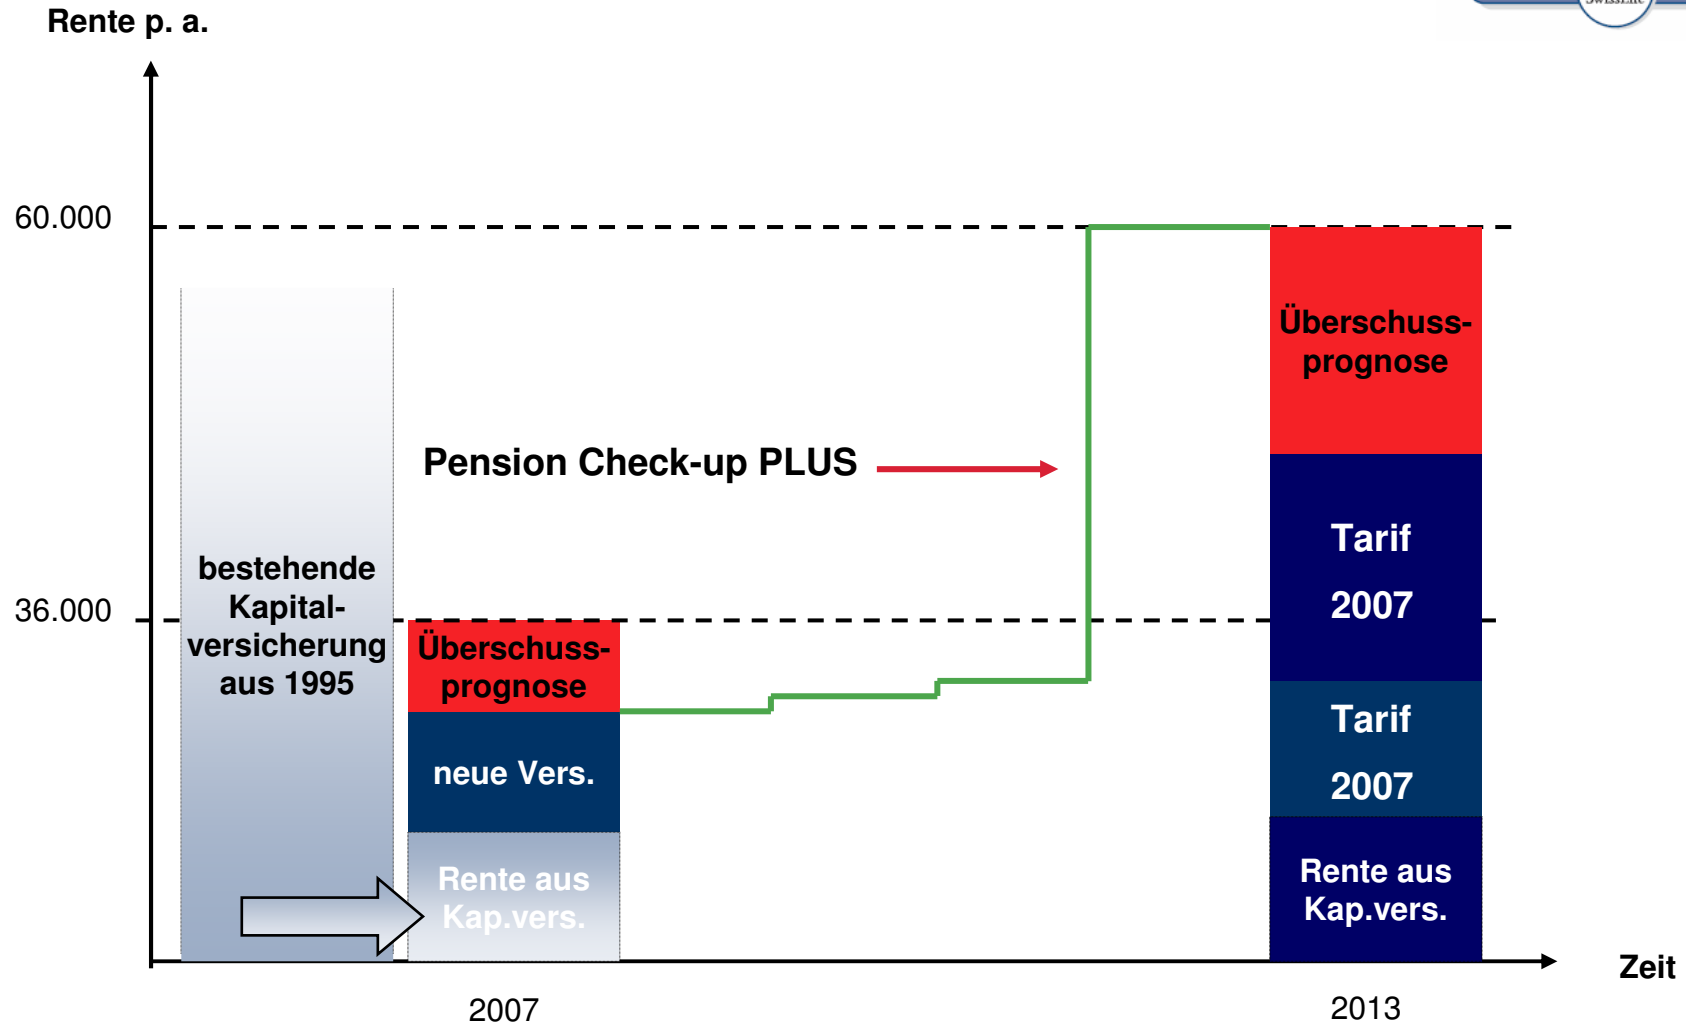 Rente p. a.
SwissLife
60.000
Überschuss-
prognose
Pension Check-up PLUS
Tarif
2007
bestehende
Kapital-
versicherung
aus 1995
36.000
Überschuss-
prognose
neue Vers.
Tarif
2007
Rente aus
Kap.vers.
Rente aus
Kap.vers.
Zeit
2007
2013